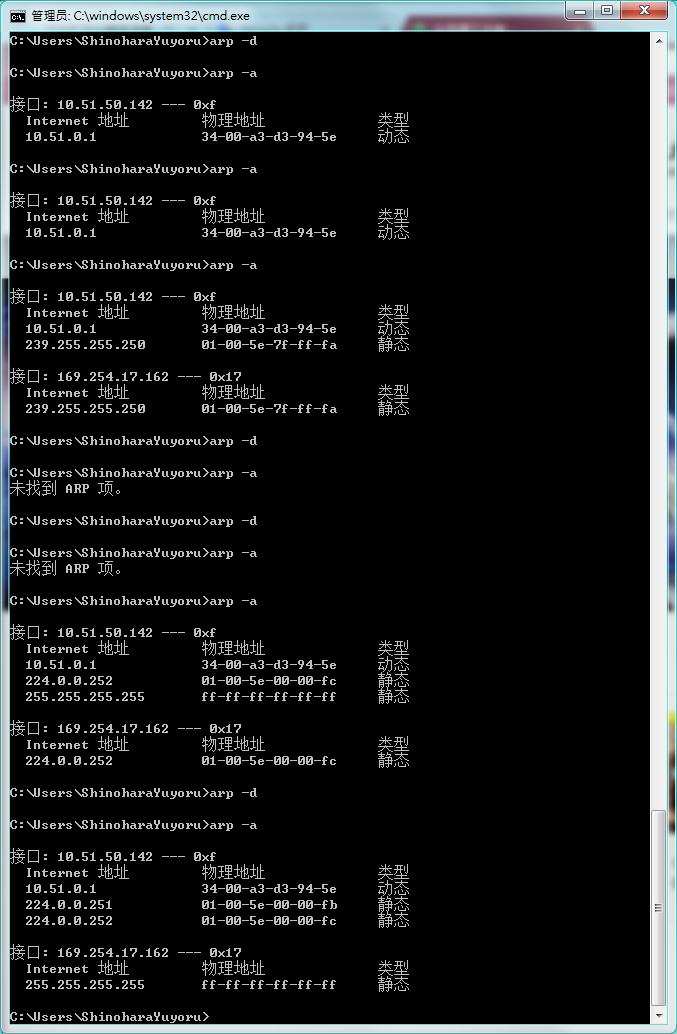 管理员: C:\windows\system32\cmd.exe
C:\Users\ShinoharaYuyoru>arp -d
C:\Users\ShinoharaYuyoru>arp -a
接口: 10.51.50.142 --- 0xf
Internet 地址 物理地址 类型
10.51.0.1 34-00-a3-d3-94-5e 动态
C:\Users\ShinoharaYuyoru>arp -a
接口: 10.51.50.142 --- 0xf
Internet 地址 物理地址 类型
10.51.0.1 34-00-a3-d3-94-5e 动态
C:\Users\ShinoharaYuyoru>arp -a
接口: 10.51.50.142 --- 0xf
Internet 地址 物理地址 类型
10.51.0.1 34-00-a3-d3-94-5e 动态
239.255.255.250 01-00-5e-7f-ff-fa 静态
接口: 169.254.17.162 --- 0x17
Internet 地址 物理地址 类型
239.255.255.250 01-00-5e-7f-ff-fa 静态
C:\Users\ShinoharaYuyoru>arp -d
C:\Users\ShinoharaYuyoru>arp -a
未找到 ARP 项。
C:\Users\ShinoharaYuyoru>arp -d
C:\Users\ShinoharaYuyoru>arp -a
未找到 ARP 项。
C:\Users\ShinoharaYuyoru>arp -a
接口: 10.51.50.142 --- 0xf
Internet 地址 物理地址 类型
10.51.0.1 34-00-a3-d3-94-5e 动态
224.0.0.252 01-00-5e-00-00-fc 静态
255.255.255.255 ff-ff-ff-ff-ff-ff 静态
接口: 169.254.17.162 --- 0x17
Internet 地址 物理地址 类型
224.0.0.252 01-00-5e-00-00-fc 静态
C:\Users\ShinoharaYuyoru>arp -d
C:\Users\ShinoharaYuyoru>arp -a
接口: 10.51.50.142 --- 0xf
Internet 地址 物理地址 类型
10.51.0.1 34-00-a3-d3-94-5e 动态
224.0.0.251 01-00-5e-00-00-fb 静态
224.0.0.252 01-00-5e-00-00-fc 静态
接口: 169.254.17.162 --- 0x17
Internet 地址 物理地址 类型
255.255.255.255 ff-ff-ff-ff-ff-ff 静态
C:\Users\ShinoharaYuyoru>